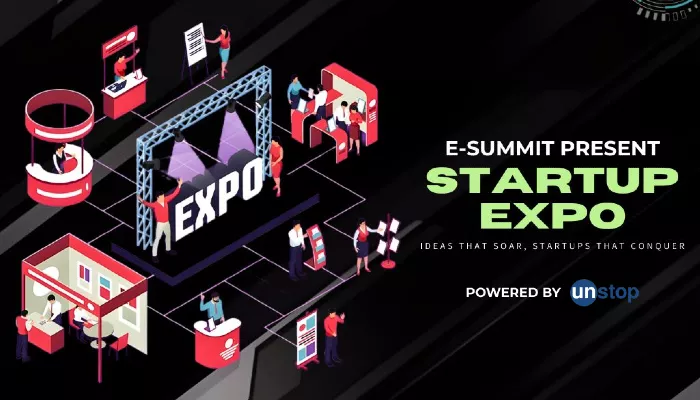 EXPO
E-SUMMIT PRESENT
STARTUP
EXPO
IDEAS THAT SOAR, STARTUPS THAT CONQUER
POWERED BY unstop